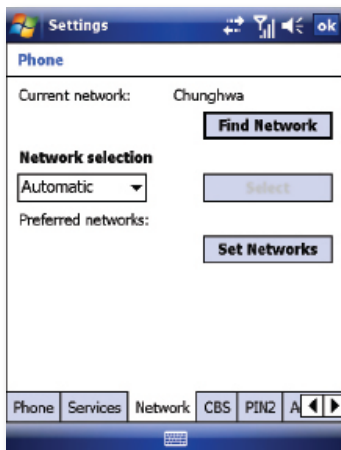 Settings ok
Phone
Current network: Chunghwa
Find Network
Network selection
Automatic Select
Preferred networks:
Set Networks
Phone Services Network CBS PIN2 A